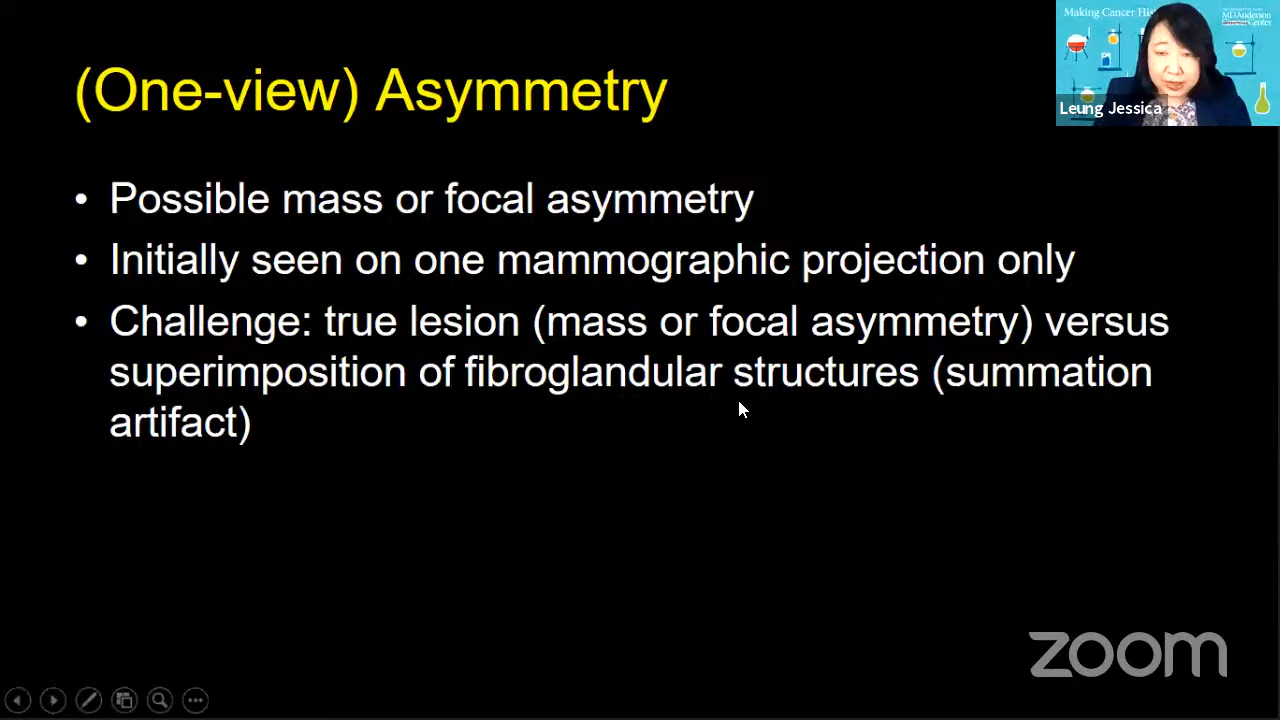 (One-view) Asymmetry
Making Cancer His
MD Anderson
Center
Leung Jessica
• Possible mass or focal asymmetry
• Initially seen on one mammographic projection only
• Challenge: true lesion (mass or focal asymmetry) versus
superimposition of fibroglandular structures (summation
artifact)
zoom